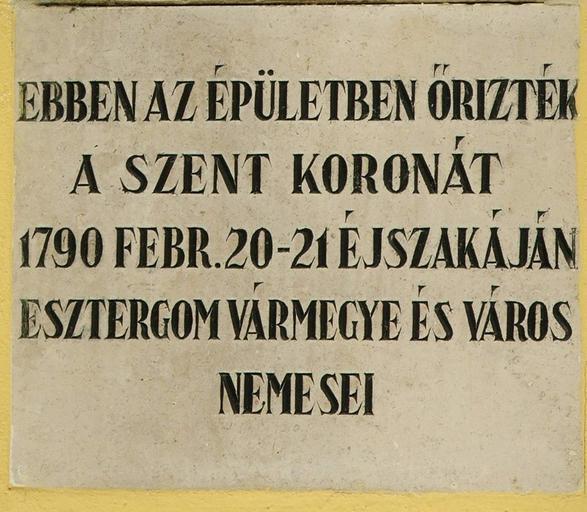 EBBEN AZ ÉPÜLETBEN ŐRIZTÉK
A SZENT KORONÁT
1790 FEBR. 20-21 ÉJSZAKÁJÁN
ESZTERGOM VÁRMEGYE ÉS VÁROS
NEMESEI